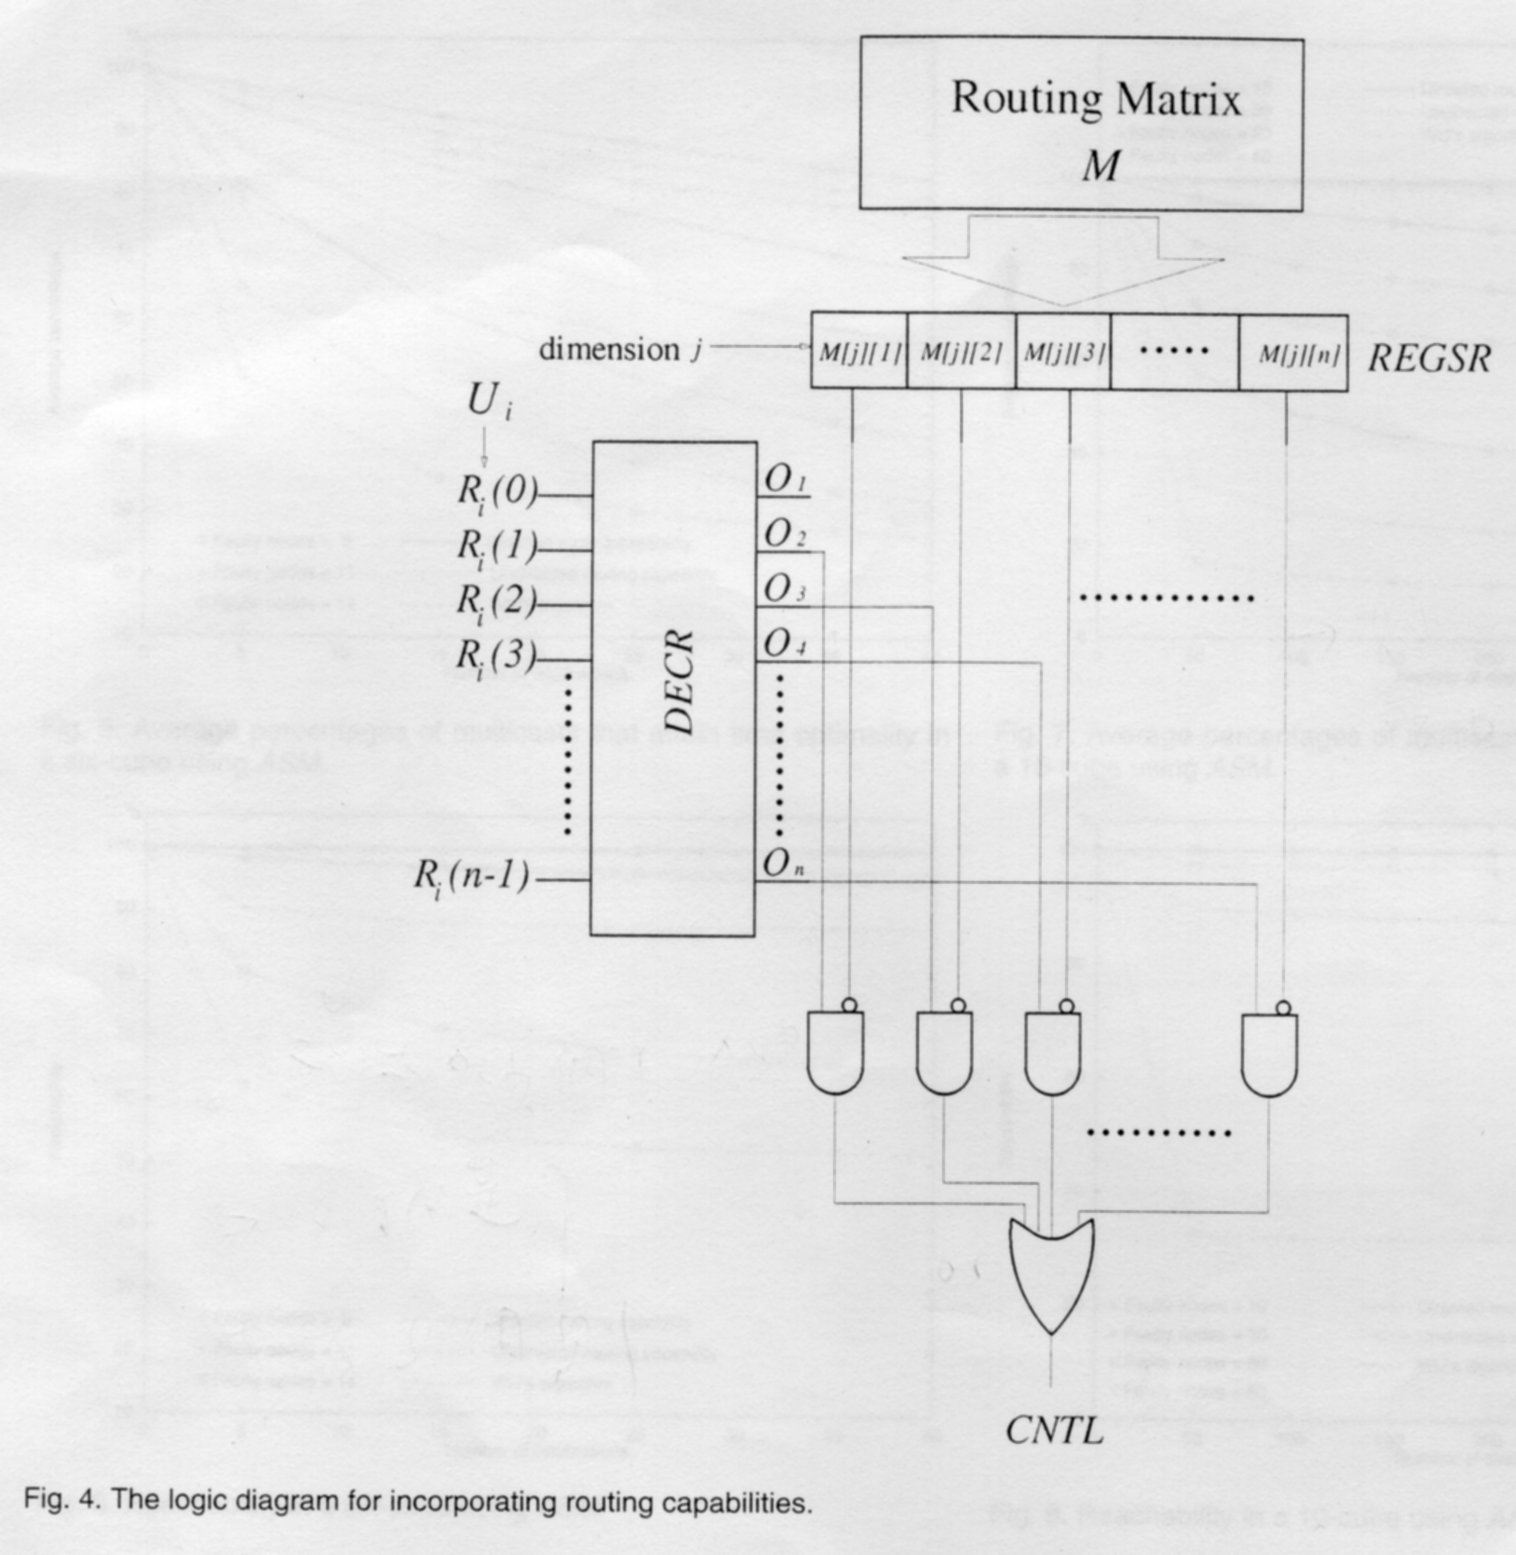 Routing Matrix
M
dimension j
M[j][1] M[j][2] M[j][3] ····· M[j][n] REGSR
U i
R i (0) O 1
R i (1) O 2
R i (2) O 3
R i (3) O 4
DECR
R i (n-1) O n
CNTL
Fig. 4. The logic diagram for incorporating routing capabilities.